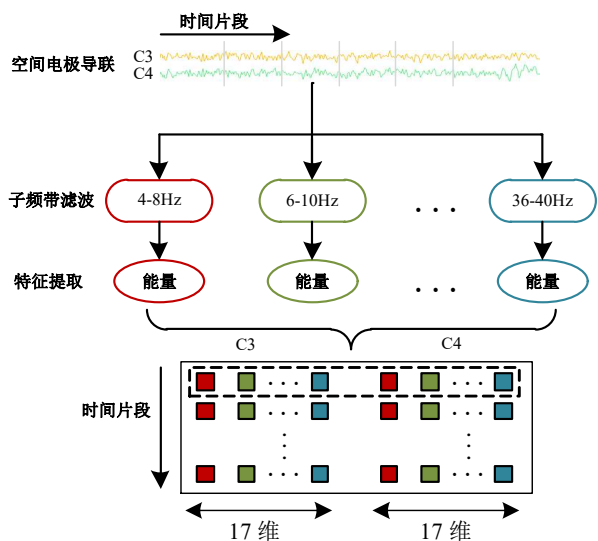 时间片段
空间电极导联
C3
C4
子频带滤波
4-8Hz
6-10Hz
. . .
36-40Hz
特征提取
能量
能量
. . .
能量
C3
C4
时间片段
17 维
17 维